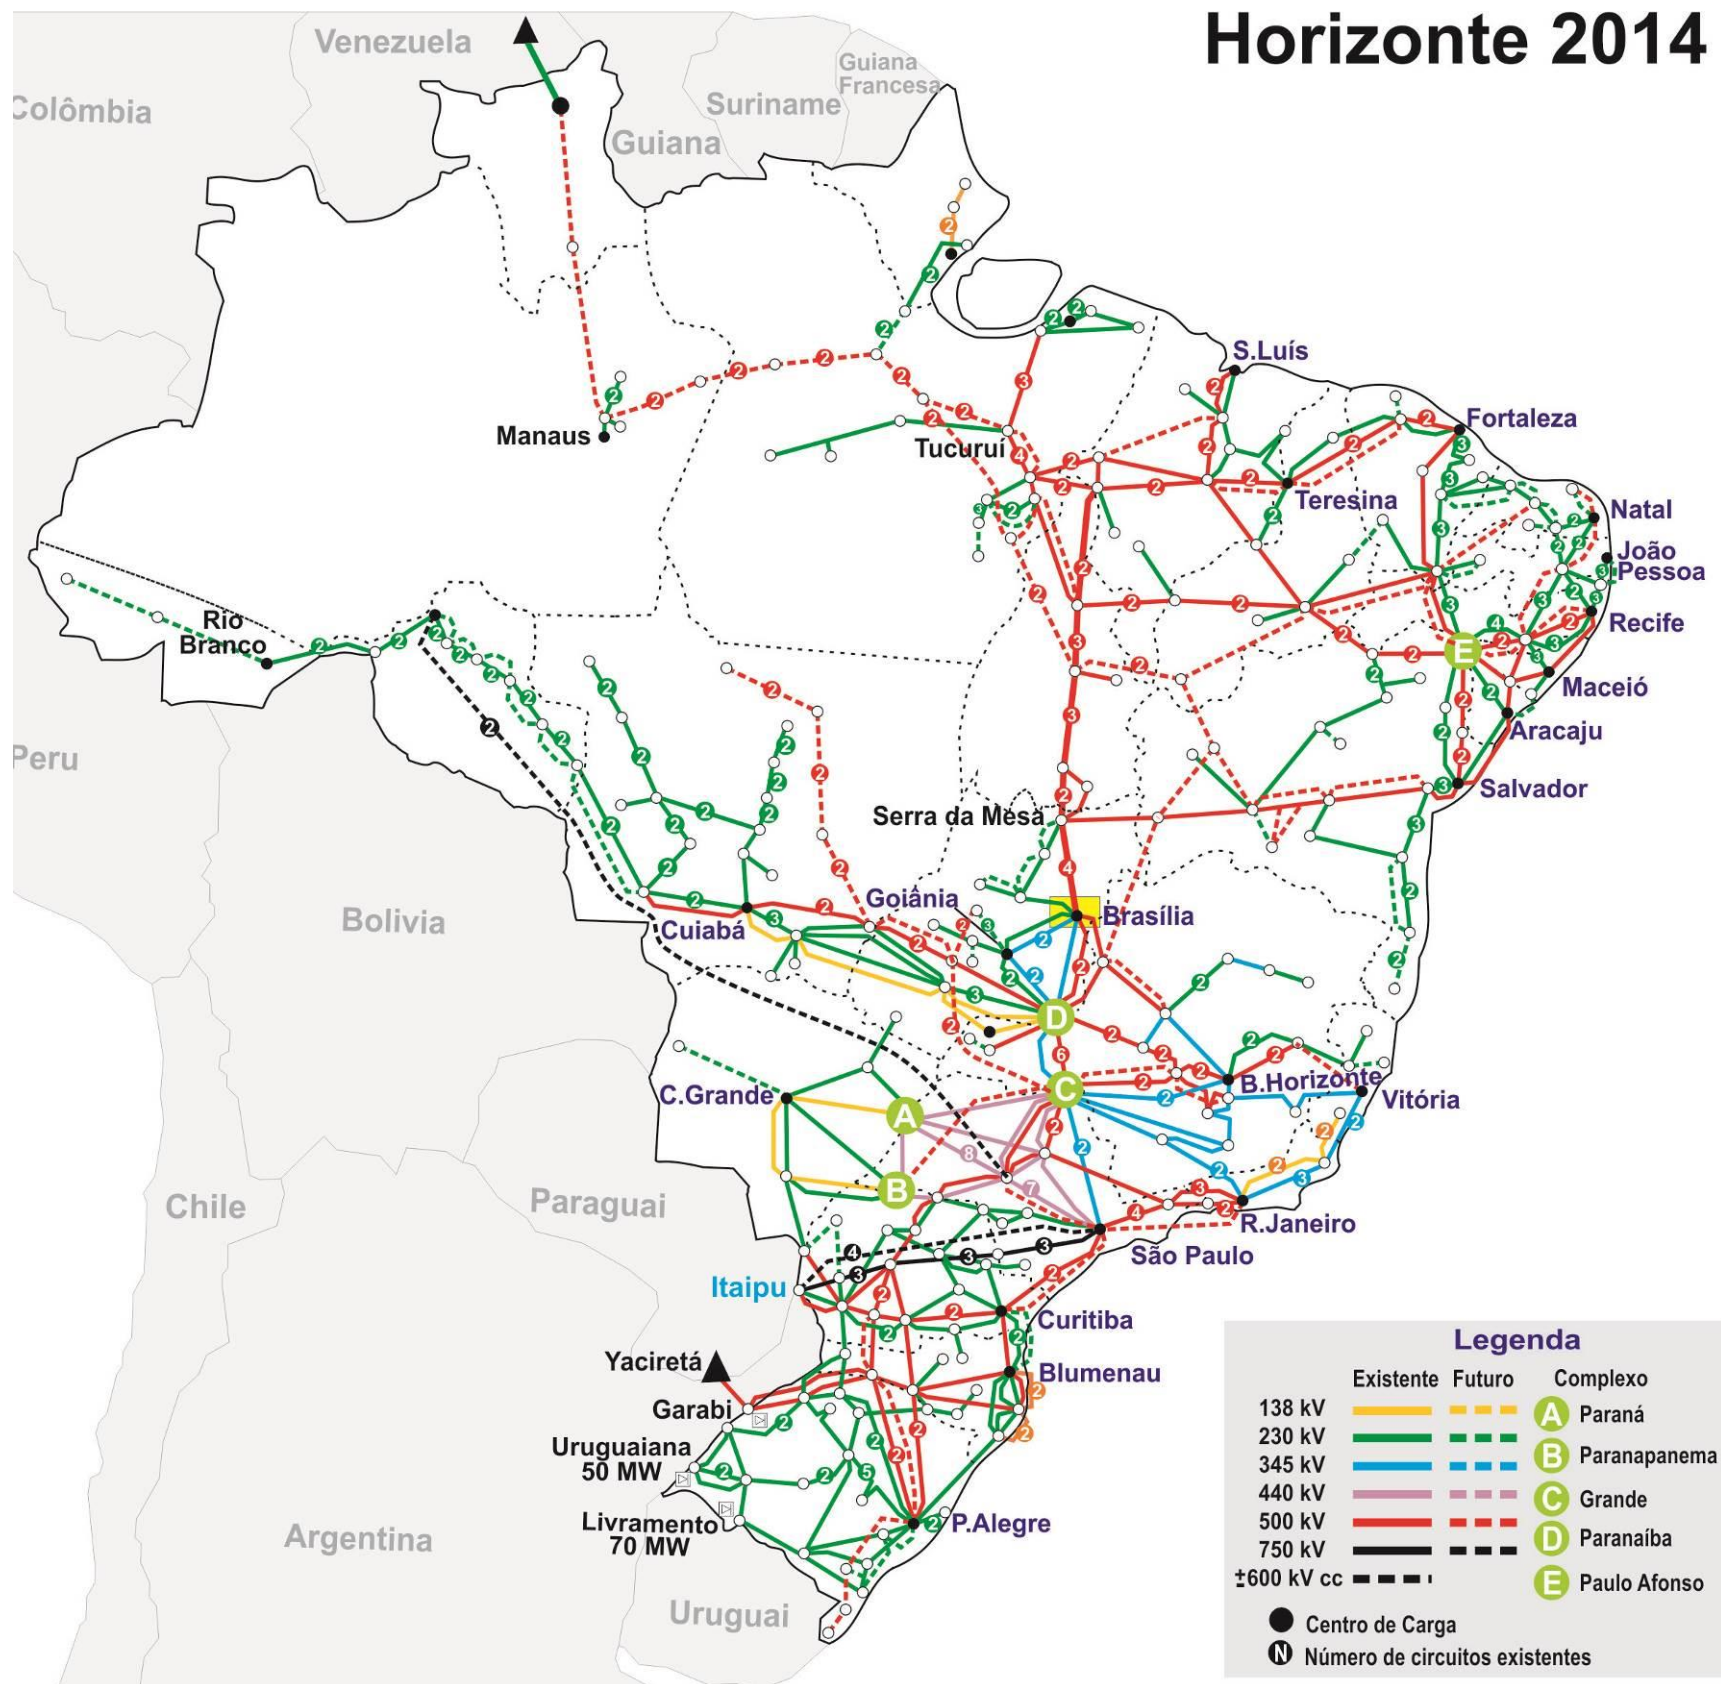 Horizonte 2014
Venezuela
Guiana
Francesa
Suriname
Colômbia
Guiana
S.Luís
Fortaleza
Manaus
Tucuruí
Teresina
Natal
João
Pessoa
Rio
Branco
Recife
Maceió
Aracaju
Peru
Salvador
Serra da Mesa
Goiânia
Brasília
Bolivia
Cuiabá
D
C
C.Grande
B.Horizonte
Vitória
A
B
E
Chile
Paraguai
R.Janeiro
São Paulo
Itaipu
Curitiba
Yaciretá
Blumenau
Garabi
Uruguaiana
50 MW
Livramento
70 MW
P.Alegre
Argentina
Uruguai
Legenda
Existente Futuro Complexo
138 kV A Paraná
230 kV
345 kV B Paranapanema
440 kV C Grande
500 kV
750 kV D Paranaíba
±600 kV cc E Paulo Afonso
Centro de Carga
N Número de circuitos existentes